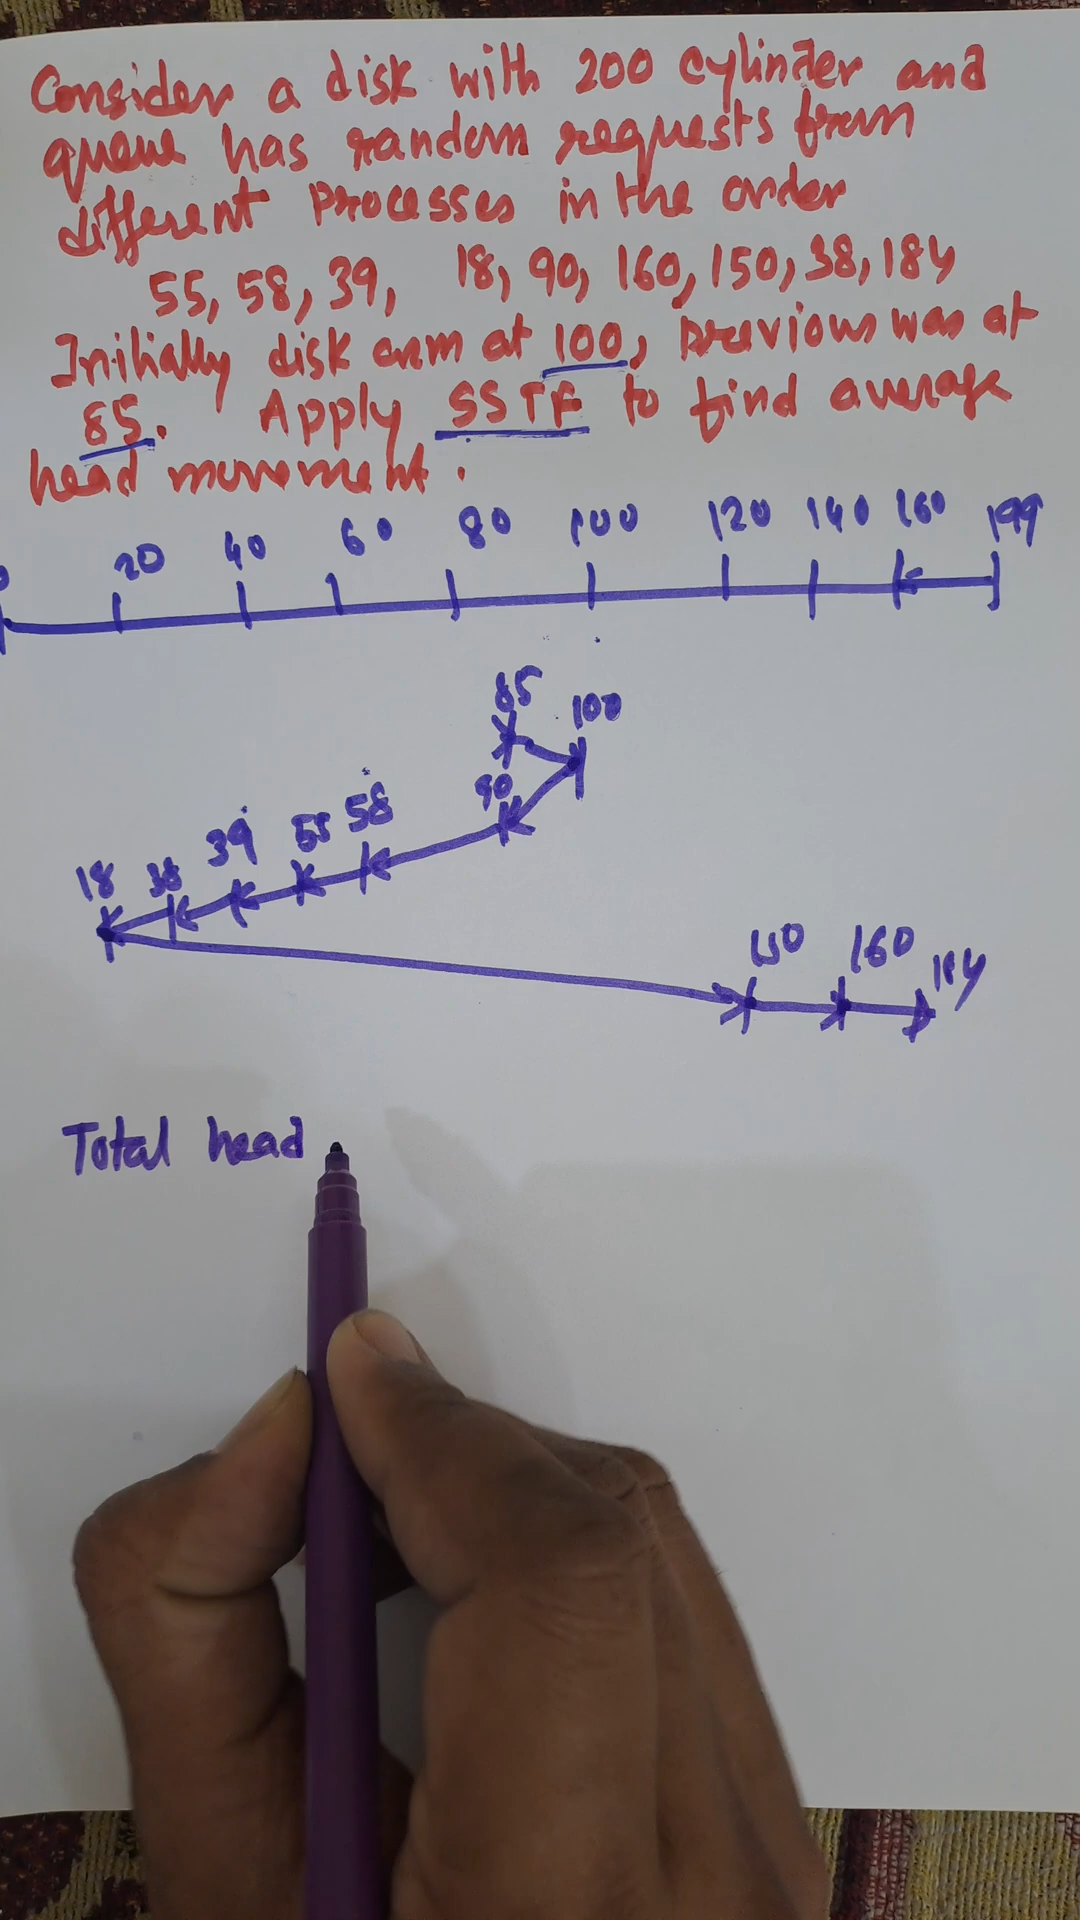 Consider a disk with 200 cylinder and
queue has random requests from
different processes in the order
55, 58, 39, 18, 90, 160, 150, 38, 184
Initially disk arm at 100, previous was at
85. Apply SSTF to find average
head movement.
0 20 40 60 80 100 120 140 160 199
85 100
90
18 38 39 55 58
150 160 184
Total head